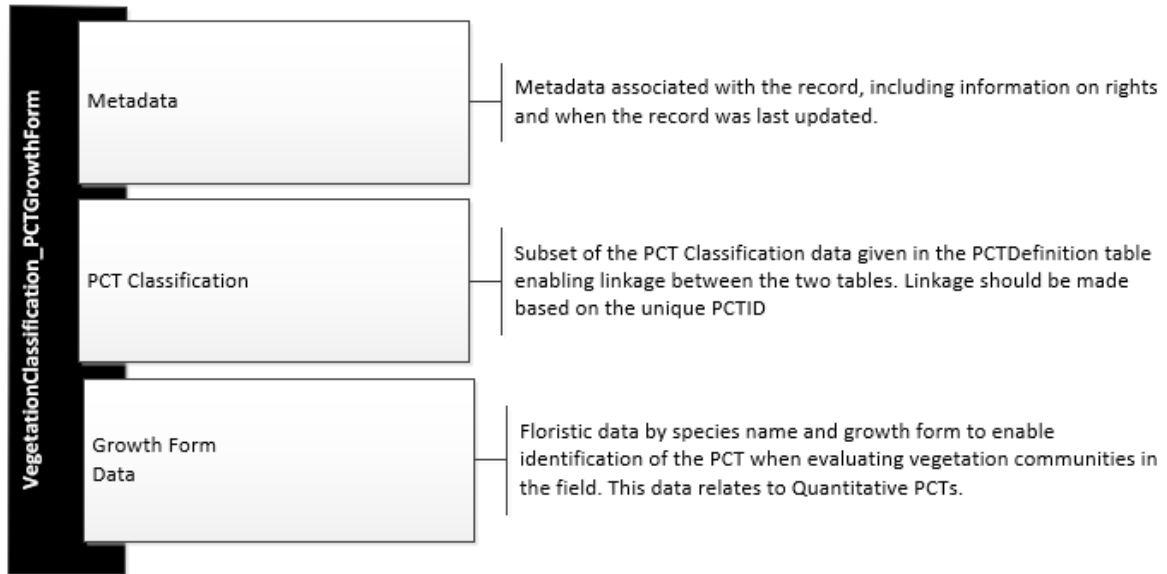 VegetationClassification_PCTGrowthForm
Metadata
Metadata associated with the record, including information on rights
and when the record was last updated.
PCT Classification
Subset of the PCT Classification data given in the PCTDefinition table
enabling linkage between the two tables. Linkage should be made
based on the unique PCTID
Growth Form
Data
Floristic data by species name and growth form to enable
identification of the PCT when evaluating vegetation communities in
the field. This data relates to Quantitative PCTs.